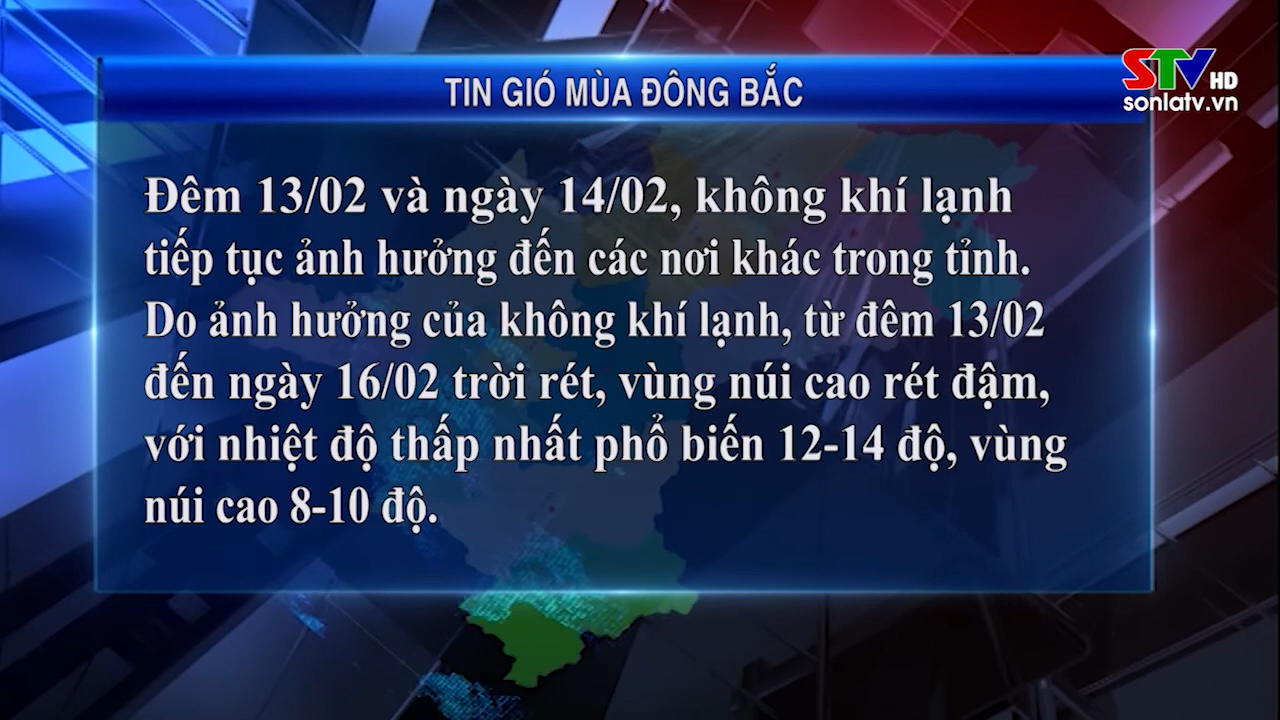 STV HD
sonlatv.vn
TIN GIÓ MÙA ĐÔNG BẮC
Đêm 13/02 và ngày 14/02, không khí lạnh
tiếp tục ảnh hưởng đến các nơi khác trong tỉnh.
Do ảnh hưởng của không khí lạnh, từ đêm 13/02
đến ngày 16/02 trời rét, vùng núi cao rét đậm,
với nhiệt độ thấp nhất phổ biến 12-14 độ, vùng
núi cao 8-10 độ.